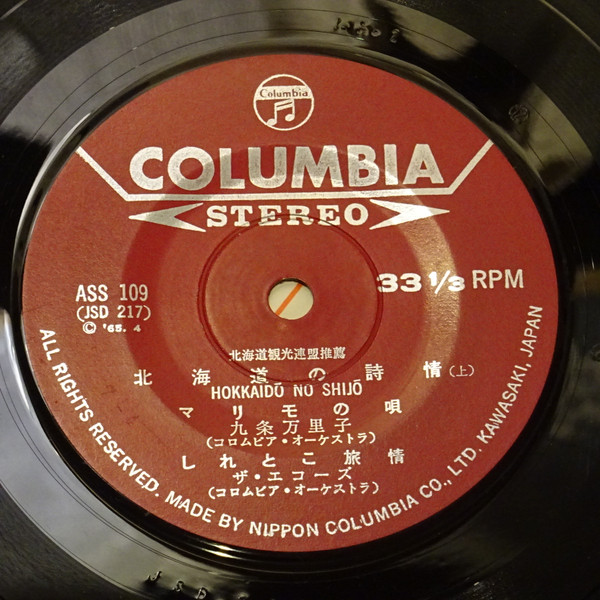 Columbia
COLUMBIA
STEREO
ASS 109
(JSD 217)
© '65. 4
33 1/3 RPM
北海道観光連盟推薦
北海道の詩情(上)
HOKKAIDŌ NO SHIJŌ
マリモの唄
九条万里子
(コロムビア・オーケストラ)
しれとこ旅情
ザ・エコーズ
(コロムビア・オーケストラ)
ALL RIGHTS RESERVED. MADE BY NIPPON COLUMBIA CO., LTD. KAWASAKI, JAPAN